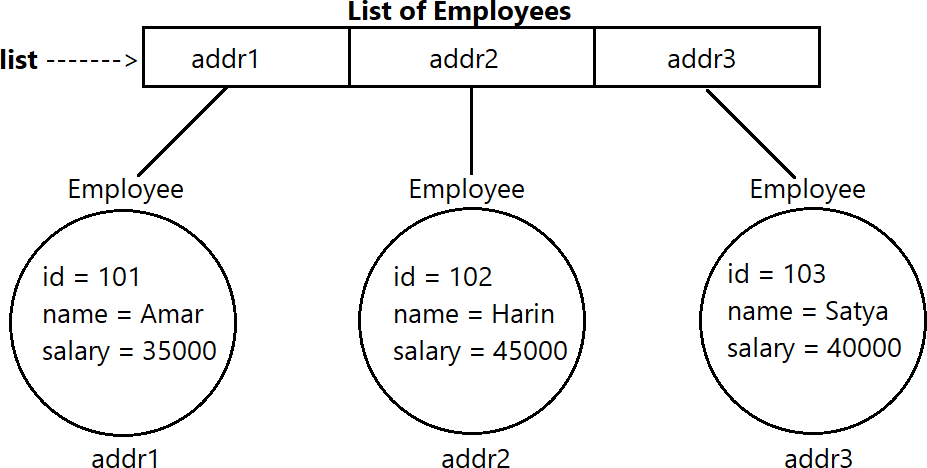 List of Employees
list ------->
addr1
addr2
addr3
Employee
Employee
Employee
id = 101
name = Amar
salary = 35000
id = 102
name = Harin
salary = 45000
id = 103
name = Satya
salary = 40000
addr1
addr2
addr3